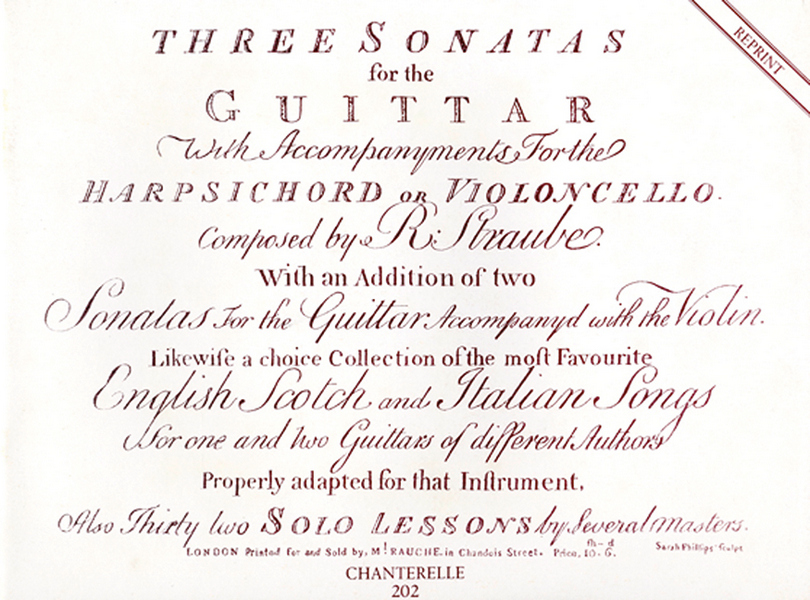 THREE SONATAS
REPRINT
for the
GUITTAR
With Accompanyments For the
HARPSICHORD OR VIOLONCELLO.
Composed by R: Straube.
With an Addition of two
Sonatas For the Guittar Accompanyd with the Violin.
Likewiſe a choice Collection of the moſt Favourite
English Scotch and Italian Songs
For one and two Guittars of different Authors
Properly adapted for that Inſtrument,
Also Thirty two SOLO LESSONS by Several masters.
LONDON Printed for and Sold by, Mr. RAUCHE. in Chandois Street. Price, 10sh-6d. Sarah Phillips Sculpt
CHANTERELLE
202